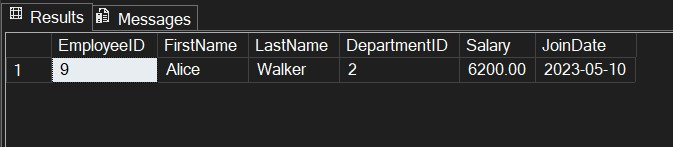 Results Messages
EmployeeID FirstName LastName DepartmentID Salary JoinDate
1 9 Alice Walker 2 6200.00 2023-05-10